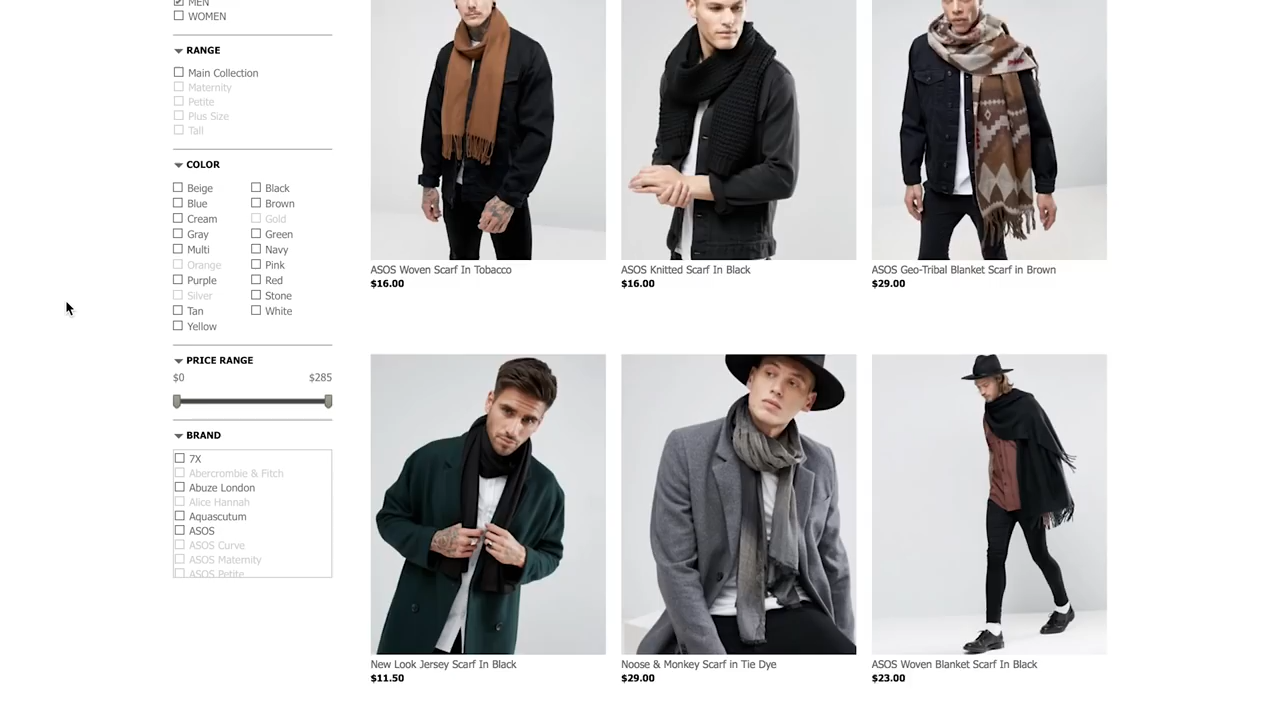 MEN
WOMEN
RANGE
Main Collection
Maternity
Petite
Plus Size
Tall
COLOR
Beige
Black
Blue
Brown
Cream
Gold
Gray
Green
Multi
Navy
Orange
Pink
Purple
Red
Silver
Stone
Tan
White
Yellow
PRICE RANGE
$0 $285
BRAND
7X
Abercrombie & Fitch
Abuze London
Alice Hannah
Aquascutum
ASOS
ASOS Curve
ASOS Maternity
ASOS Petite
ASOS Woven Scarf In Tobacco
$16.00
ASOS Knitted Scarf In Black
$16.00
ASOS Geo-Tribal Blanket Scarf in Brown
$29.00
New Look Jersey Scarf In Black
$11.50
Noose & Monkey Scarf in Tie Dye
$29.00
ASOS Woven Blanket Scarf In Black
$23.00